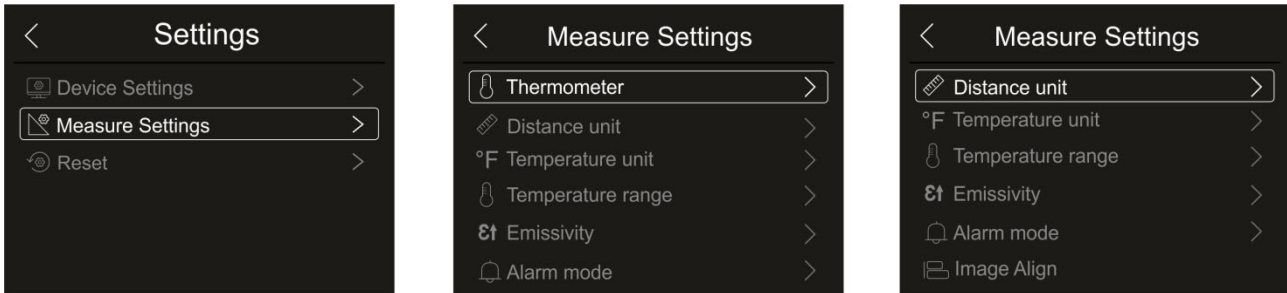 Settings
Device Settings
Measure Settings
Reset
Measure Settings
Thermometer
Distance unit
°F Temperature unit
Temperature range
Ɛ† Emissivity
Alarm mode
Measure Settings
Distance unit
°F Temperature unit
Temperature range
Ɛ† Emissivity
Alarm mode
Image Align